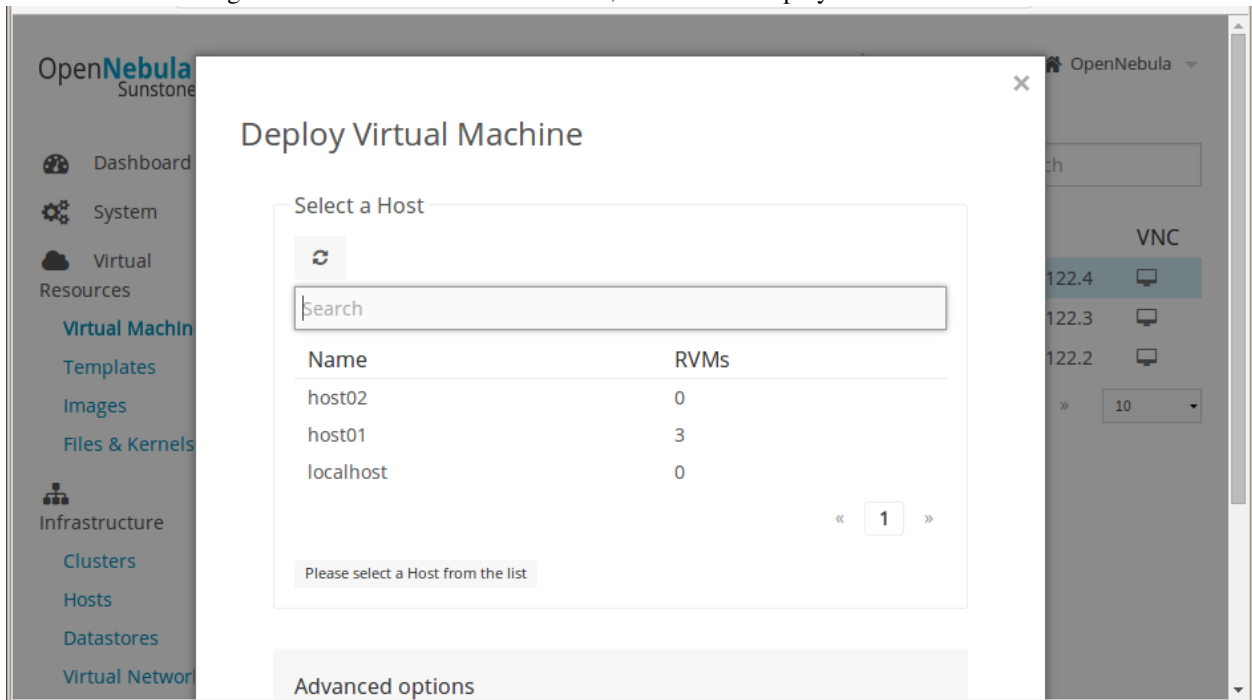 OpenNebula
Sunstone
OpenNebula
Dashboard
System
Virtual
Resources
Virtual Machin
Templates
Images
Files & Kernels
Infrastructure
Clusters
Hosts
Datastores
Virtual Networ
×
Deploy Virtual Machine
Select a Host
Search
Name RVMs
host02 0
host01 3
localhost 0
« 1 »
Please select a Host from the list
Advanced options
ch
VNC
122.4
122.3
122.2
» 10